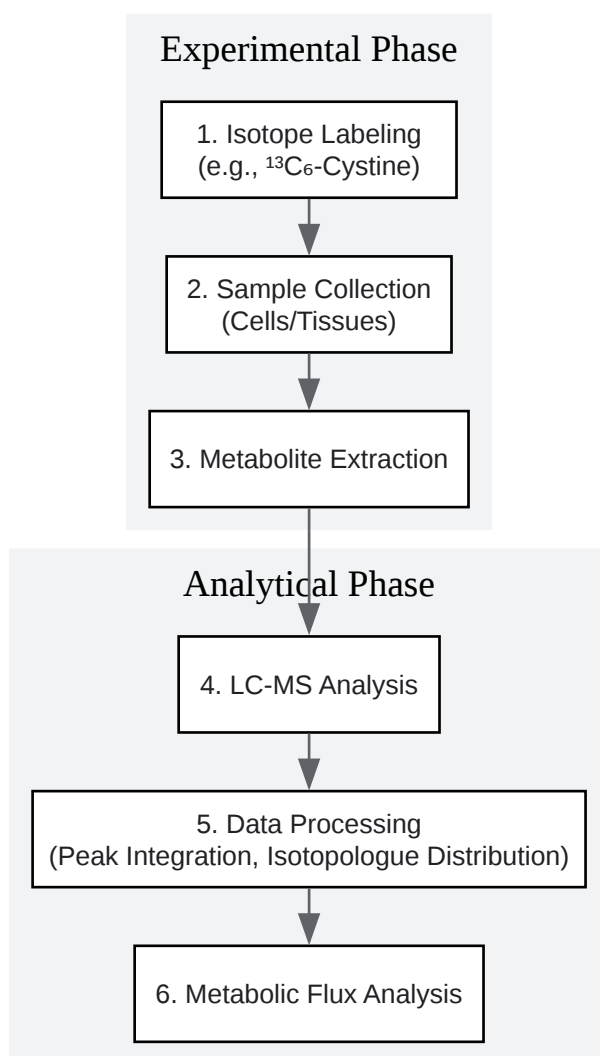 Experimental Phase
1. Isotope Labeling
(e.g., ¹³C₆-Cystine)
2. Sample Collection
(Cells/Tissues)
3. Metabolite Extraction
Analytical Phase
4. LC-MS Analysis
5. Data Processing
(Peak Integration, Isotopologue Distribution)
6. Metabolic Flux Analysis